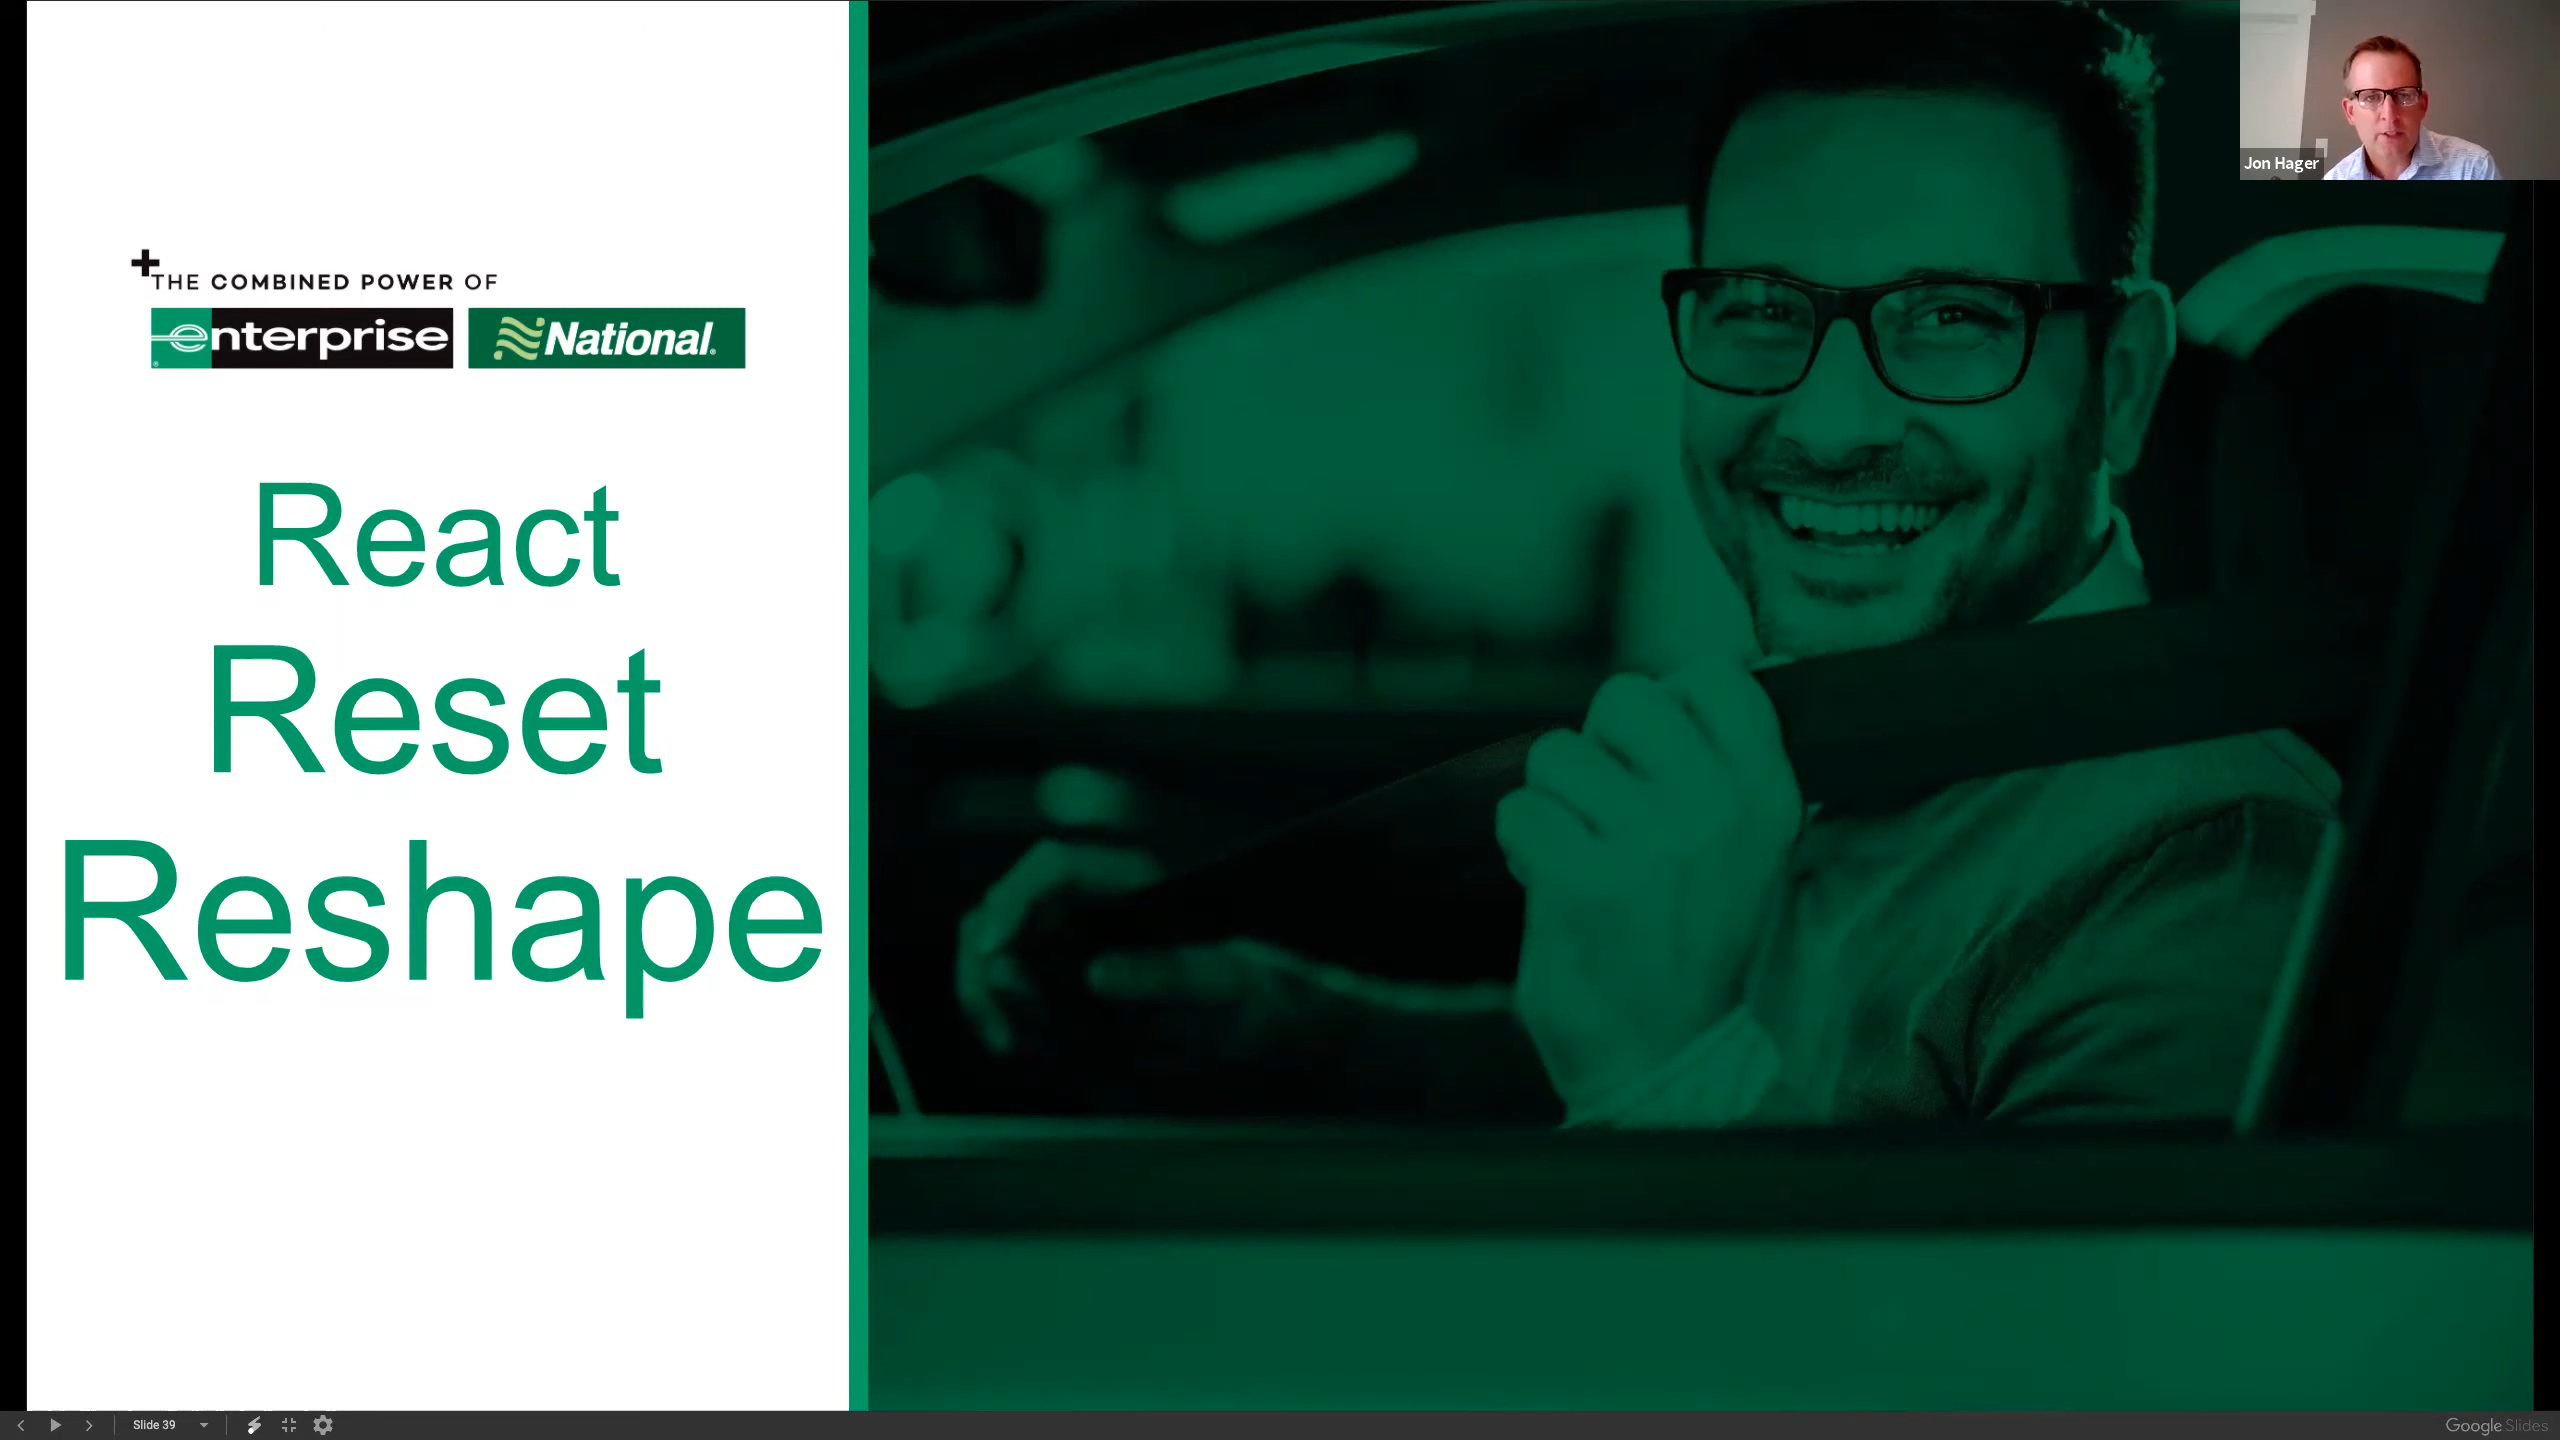 THE COMBINED POWER OF
enterprise
National
React
Reset
Reshape
Jon Hager
Slide 39
Google Slides